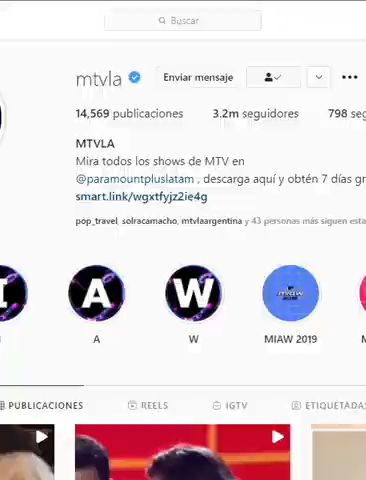 Buscar
mtvla Enviar mensaje
14,569 publicaciones 3.2m seguidores 798 seg
MTVLA
Mira todos los shows de MTV en
@paramountpluslatam , descarga aquí y obtén 7 días gr
smart.link/wgxtfyjz2ie4g
pop_travel, solracamacho, mtvlaargentina y 43 personas más siguen esta
I A W MIAW
A W MIAW 2019 M
PUBLICACIONES REELS IGTV ETIQUETADAS